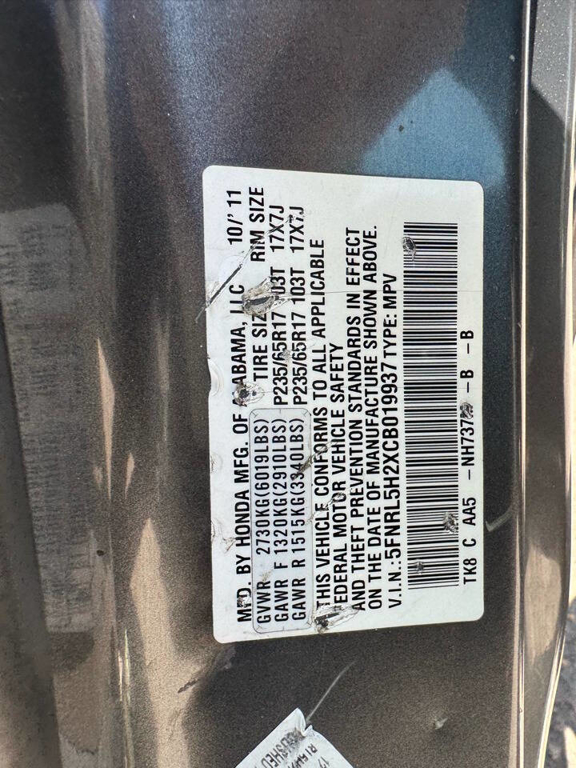 MFD. BY HONDA MFG. OF ALABAMA, LLC 10/'11
TIRE SIZE RIM SIZE
GVWR 2730KG(6019LBS)
GAWR F 1320KG(2910LBS) P235/65R17 103T 17X7J
GAWR R 1515KG(3340LBS) P235/65R17 103T 17X7J
THIS VEHICLE CONFORMS TO ALL APPLICABLE
FEDERAL MOTOR VEHICLE SAFETY
AND THEFT PREVENTION STANDARDS IN EFFECT
ON THE DATE OF MANUFACTURE SHOWN ABOVE.
V.I.N.:5FNRL5H2XCB019937 TYPE: MPV
TK8 C AA5 - -B -B